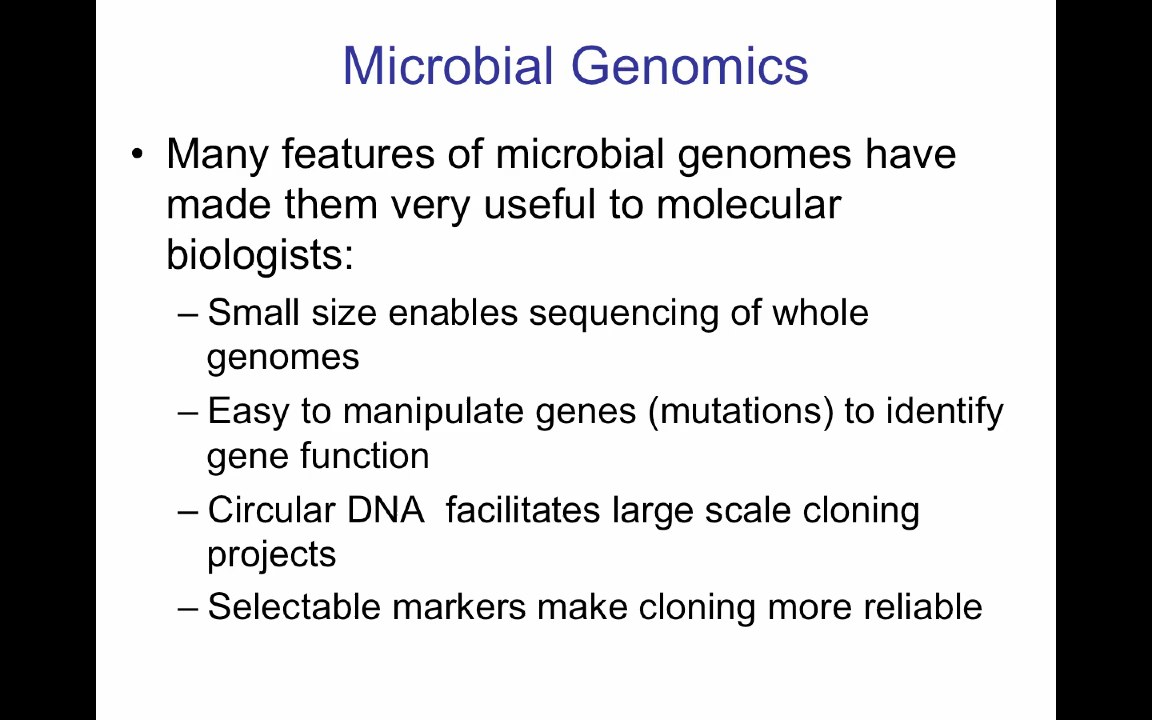 Microbial Genomics
• Many features of microbial genomes have
made them very useful to molecular
biologists:
– Small size enables sequencing of whole
genomes
– Easy to manipulate genes (mutations) to identify
gene function
– Circular DNA  facilitates large scale cloning
projects
– Selectable markers make cloning more reliable